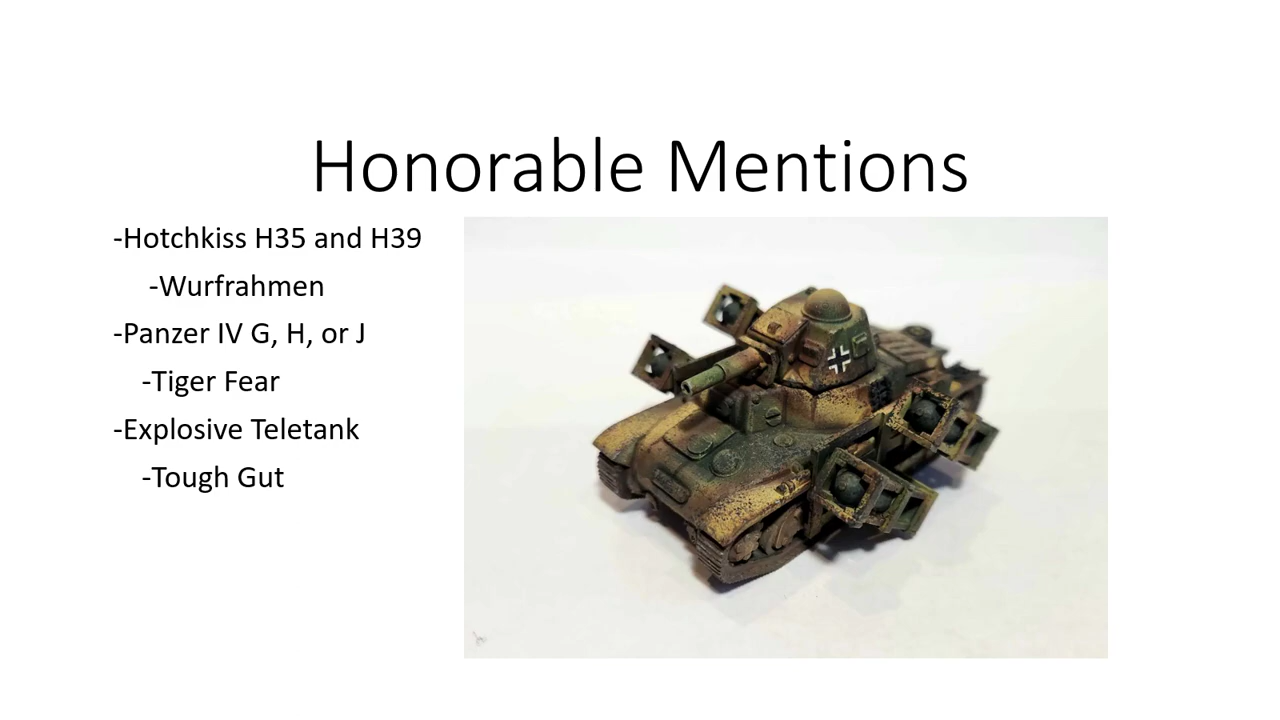 Honorable Mentions
-Hotchkiss H35 and H39
-Wurfrahmen
-Panzer IV G, H, or J
-Tiger Fear
-Explosive Teletank
-Tough Gut